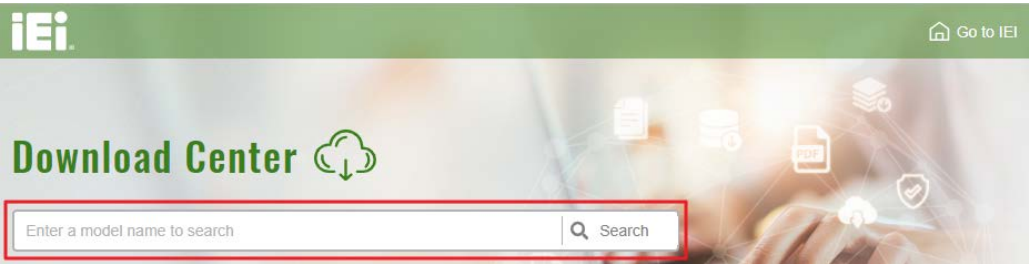 iEi
Go to IEI
Download Center
Enter a model name to search
Search
PDF